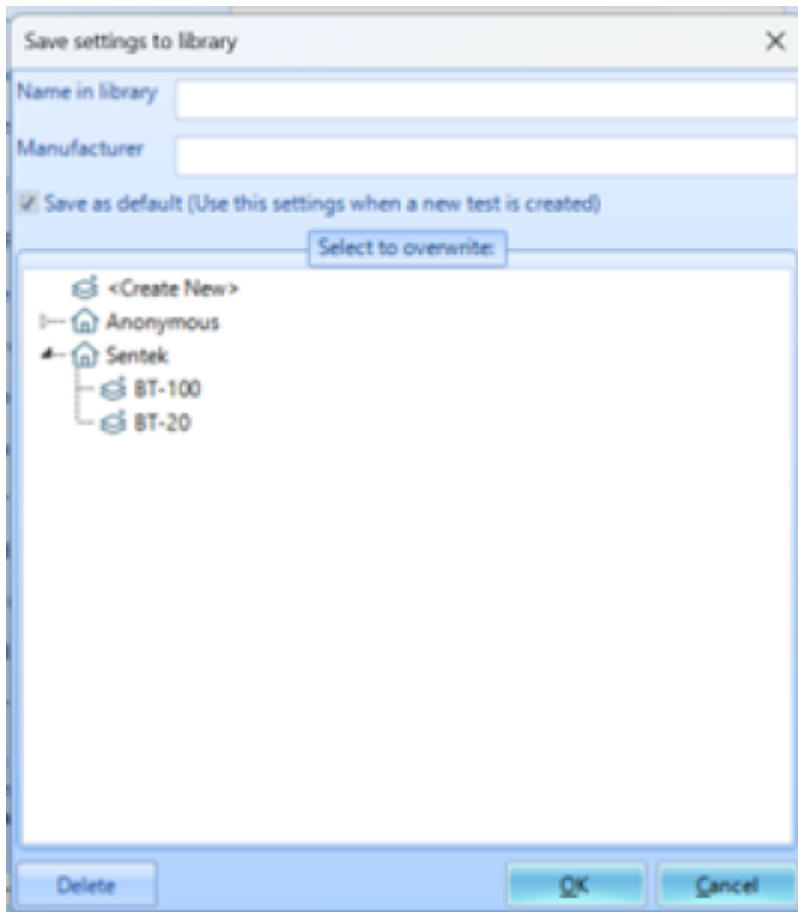 Save settings to library
Name in library
Manufacturer
Save as default (Use this settings when a new test is created)
Select to overwrite:
<Create New>
Anonymous
Sentek
BT-100
BT-20
Delete
OK
Cancel